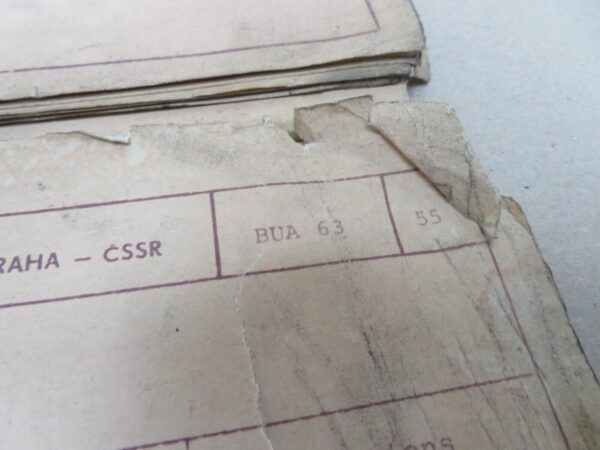 RAHA – ČSSR BUA 63 55